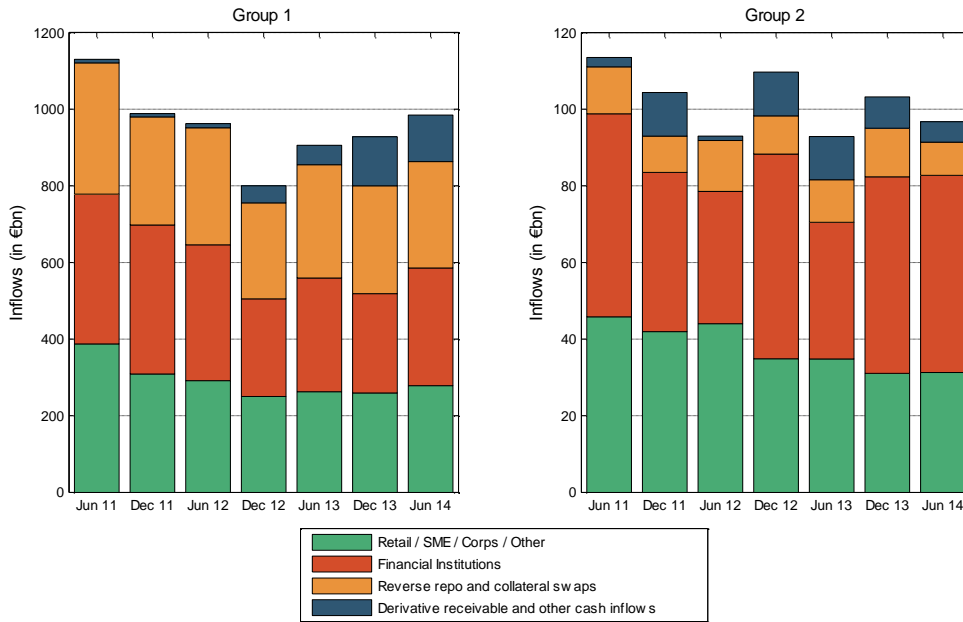 Group 1
Inflows (in €bn)
1200
1000
800
600
400
200
0
Jun 11 Dec 11 Jun 12 Dec 12 Jun 13 Dec 13 Jun 14
Group 2
Inflows (in €bn)
120
100
80
60
40
20
0
Jun 11 Dec 11 Jun 12 Dec 12 Jun 13 Dec 13 Jun 14
Retail / SME / Corps / Other
Financial Institutions
Reverse repo and collateral swaps
Derivative receivable and other cash inflows